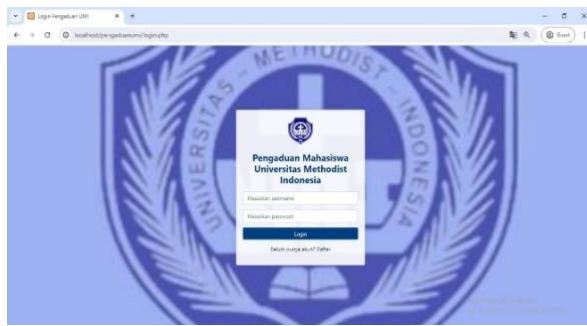 Login Pengaduan UMI
localhost/pengaduanumi/login.php
Guest
UNIVERSITAS - METHODIST - INDONESIA
Pengaduan Mahasiswa
Universitas Methodist
Indonesia
Masukkan username
Masukkan password
Login
Belum punya akun? Daftar